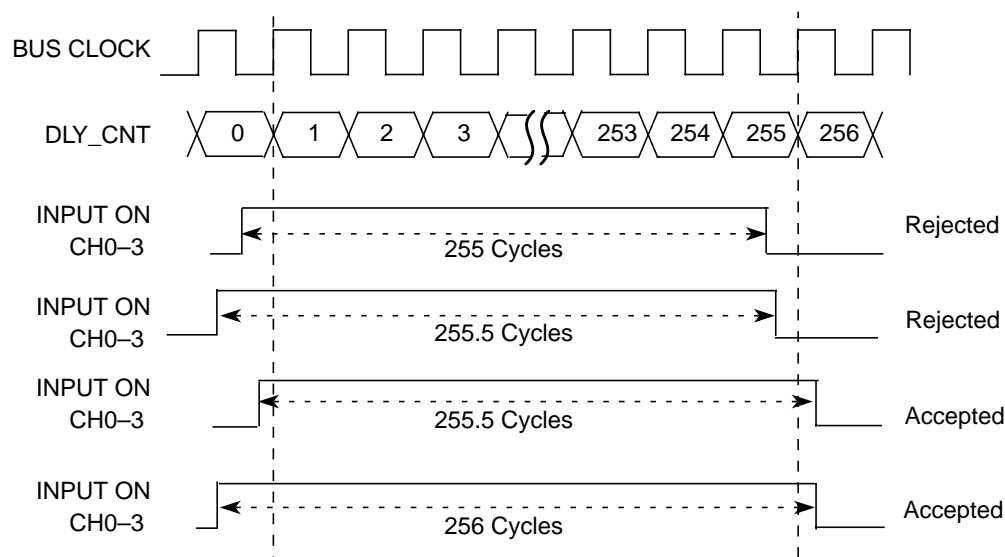 BUS CLOCK
DLY_CNT 0 1 2 3 253 254 255 256
INPUT ON
CH0–3
255 Cycles
Rejected
INPUT ON
CH0–3
255.5 Cycles
Rejected
INPUT ON
CH0–3
255.5 Cycles
Accepted
INPUT ON
CH0–3
256 Cycles
Accepted